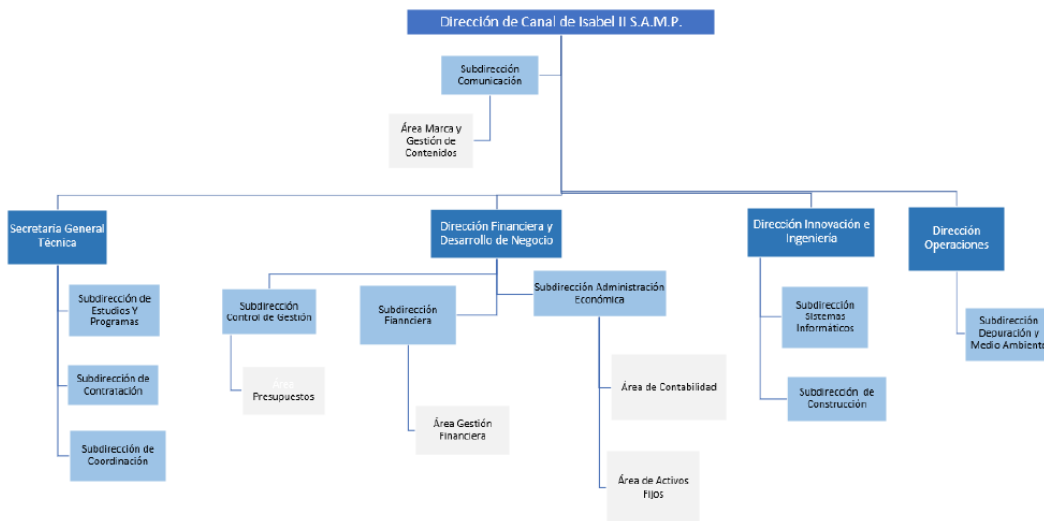 Dirección de Canal de Isabel II S.A.M.P.
Subdirección
Comunicación
Área Marca y
Gestión de
Contenidos
Secretaría General
Técnica
Dirección Financiera y
Desarrollo de Negocio
Dirección Innovación e
Ingeniería
Dirección
Operaciones
Subdirección de
Estudios Y
Programas
Subdirección
Control de Gestión
Subdirección
Fianciera
Subdirección Administración
Económica
Subdirección
Sistemas
Informáticos
Subdirección
Depuración y
Medio Ambiente
Subdirección de
Contratación
Área
Presupuestos
Área de Contabilidad
Subdirección de
Construcción
Subdirección de
Coordinación
Área Gestión
Financiera
Área de Activos
Fijos